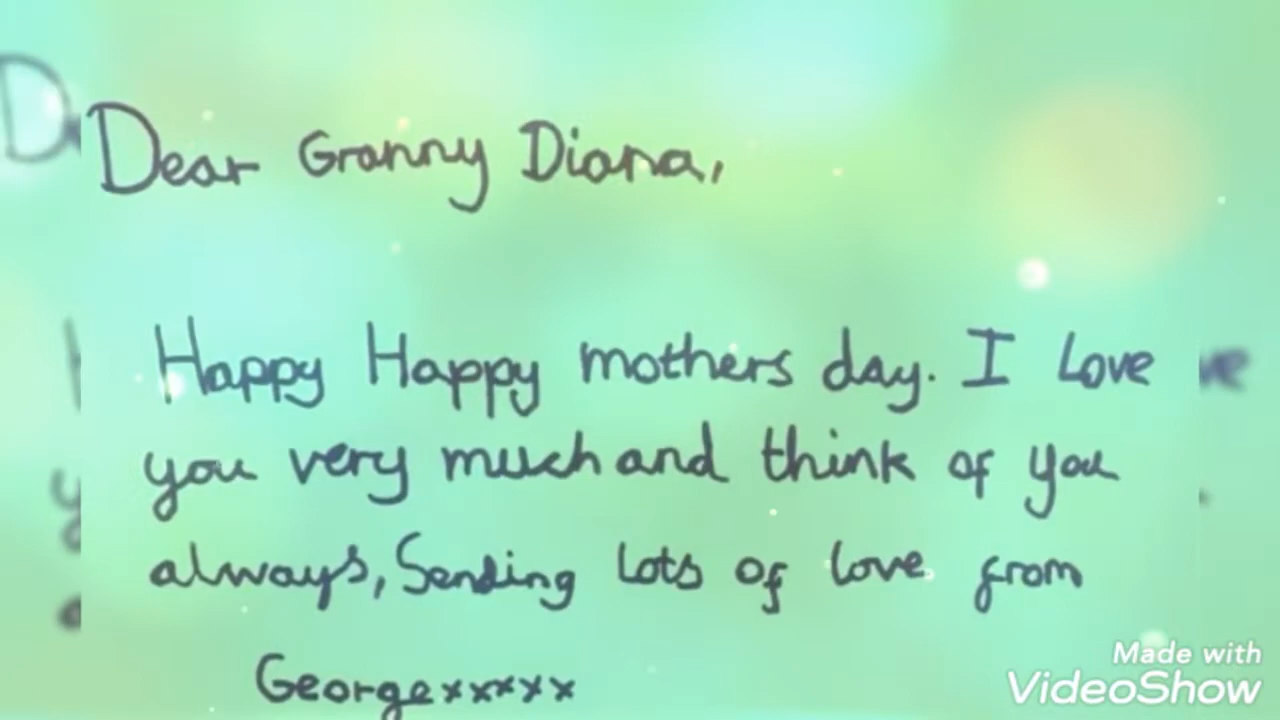 Dear Granny Diana,
Happy Happy mothers day. I Love
you very much and think of you
always, Sending lots of love from
Georgexxxxx
Made with
VideoShow